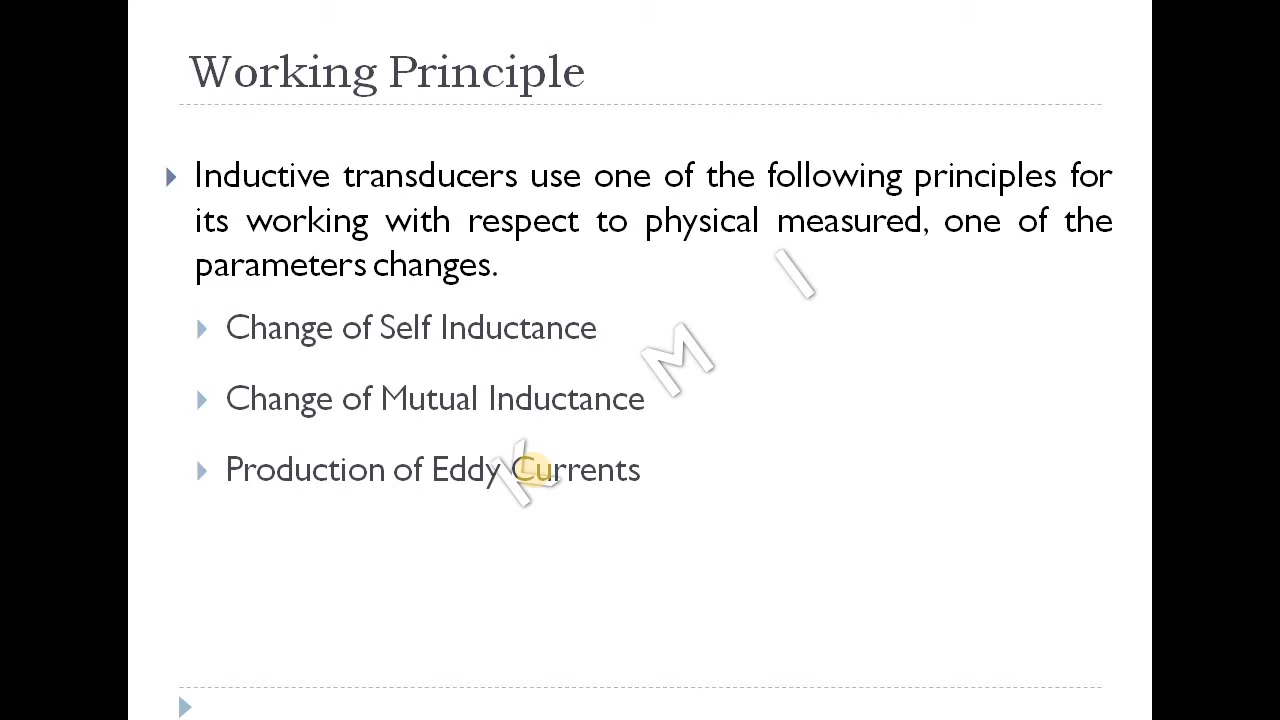 Working Principle
Inductive transducers use one of the following principles for
its working with respect to physical measured, one of the
parameters changes.
Change of Self Inductance
Change of Mutual Inductance
Production of Eddy Currents
K M I